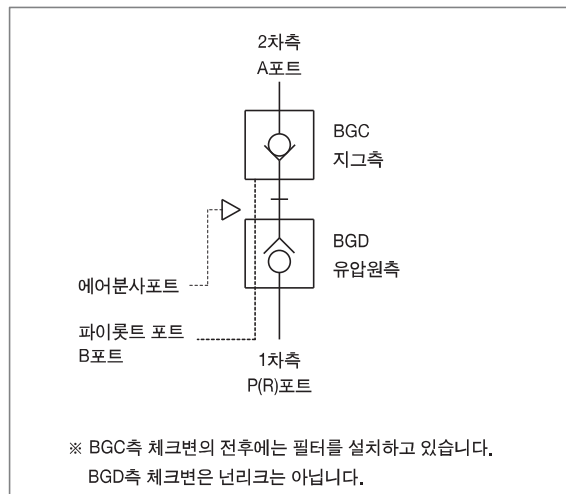 2차측
A포트
BGC
지그측
BGD
유압원측
에어분사포트
파이롯트 포트
B포트
1차측
P(R)포트
※ BGC측 체크변의 전후에는 필터를 설치하고 있습니다.
BGD측 체크변은 넌리크는 아닙니다.